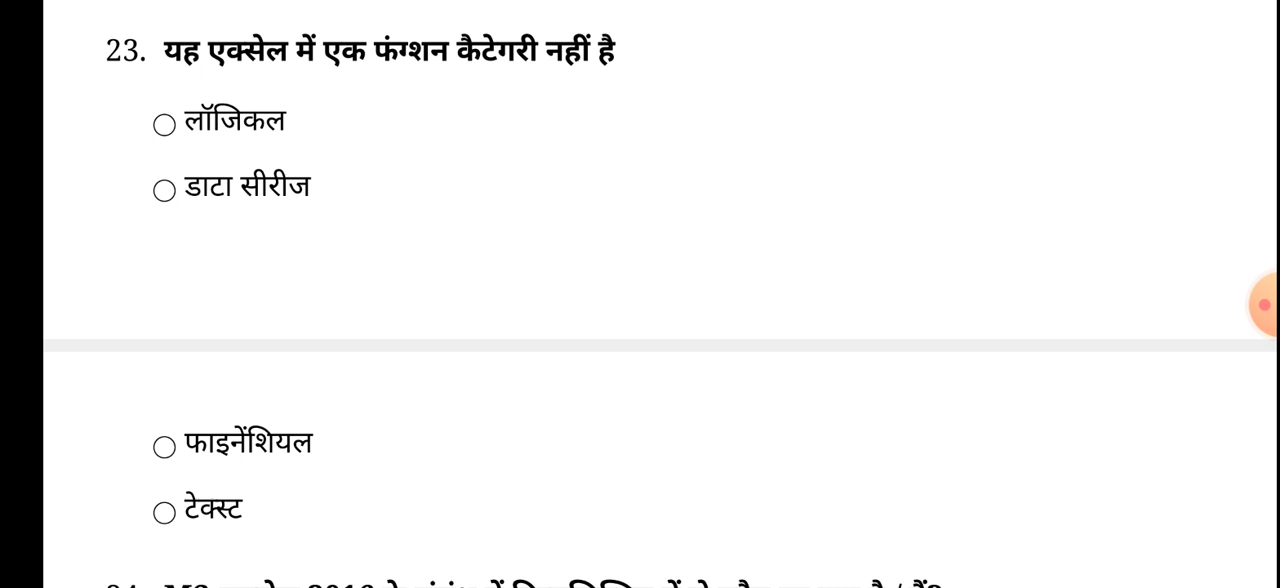 23. यह एक्सेल में एक फंग्शन कैटेगरी नहीं है
लॉजिकल
डाटा सीरीज
फाइनेंशियल
टेक्स्ट